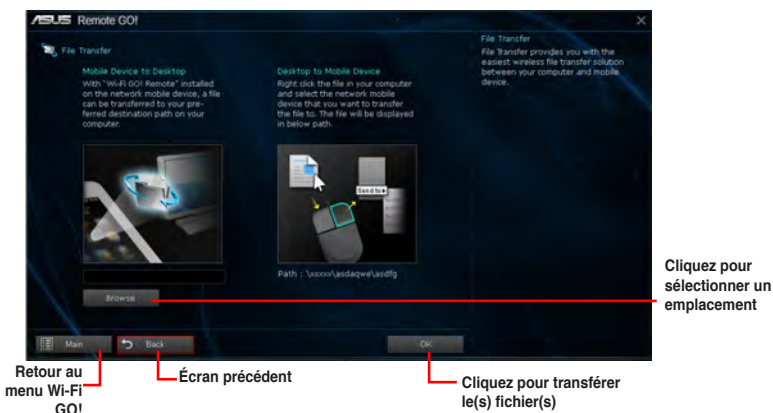 ASUS Remote GO!
File Transfer
Mobile Device to Desktop
With "Wi-Fi GO! Remote" installed
on the network mobile device, a file
can be transferred to your pre-
ferred destination path on your
computer.
Browse
Desktop to Mobile Device
Right click the file in your computer
and select the network mobile
device that you want to transfer
the file to. The file will be displayed
in below path.
Send to
Path : \xxxxx\asdaqwe\asdfg
File Transfer
File Transfer provides you with the
easiest wireless file transfer solution
between your computer and mobile
device.
Main
Back
OK
Cliquez pour
sélectionner un
emplacement
Retour au
menu Wi-Fi
GO!
Écran précédent
Cliquez pour transférer
le(s) fichier(s)